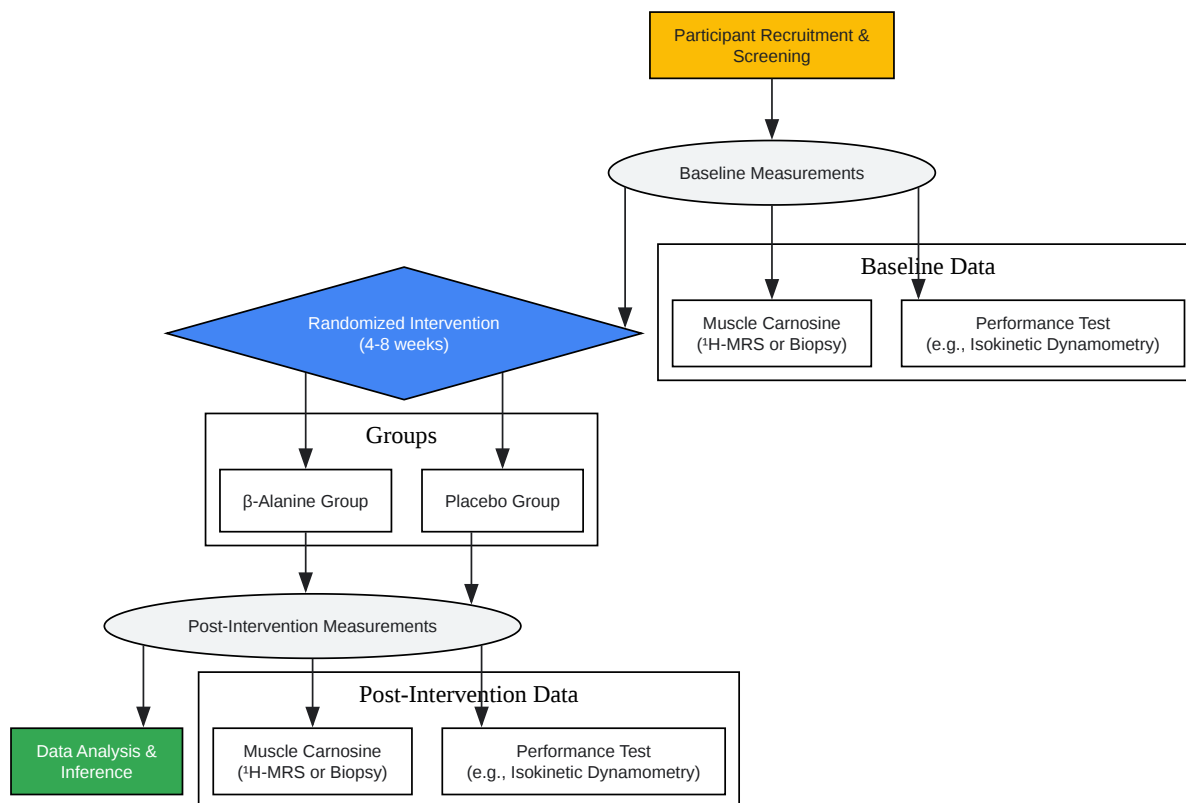 Participant Recruitment &
Screening
Baseline Measurements
Baseline Data
Muscle Carnosine
(¹H-MRS or Biopsy)
Performance Test
(e.g., Isokinetic Dynamometry)
Randomized Intervention
(4-8 weeks)
Groups
β-Alanine Group
Placebo Group
Post-Intervention Measurements
Post-Intervention Data
Data Analysis &
Inference
Muscle Carnosine
(¹H-MRS or Biopsy)
Performance Test
(e.g., Isokinetic Dynamometry)